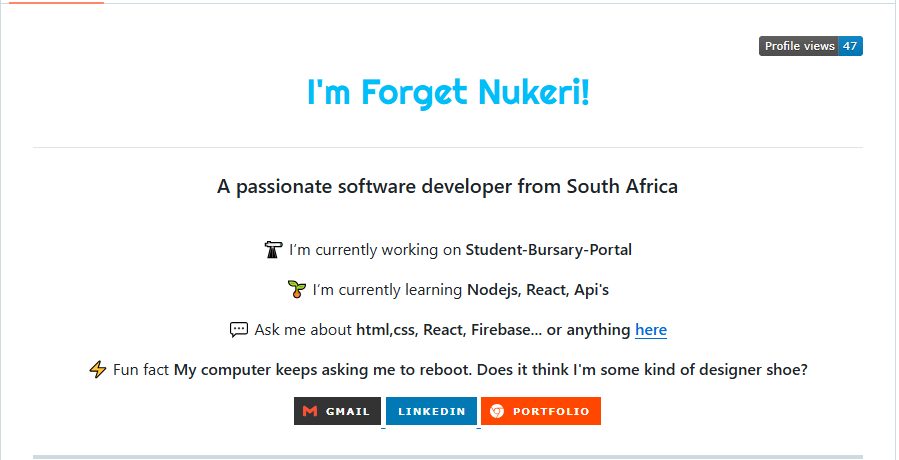 Profile views 47
I'm Forget Nukeri!
A passionate software developer from South Africa
I’m currently working on Student-Bursary-Portal
I’m currently learning Nodejs, React, Api's
Ask me about html,css, React, Firebase... or anything here
Fun fact My computer keeps asking me to reboot. Does it think I'm some kind of designer shoe?
GMAIL LINKEDIN PORTFOLIO